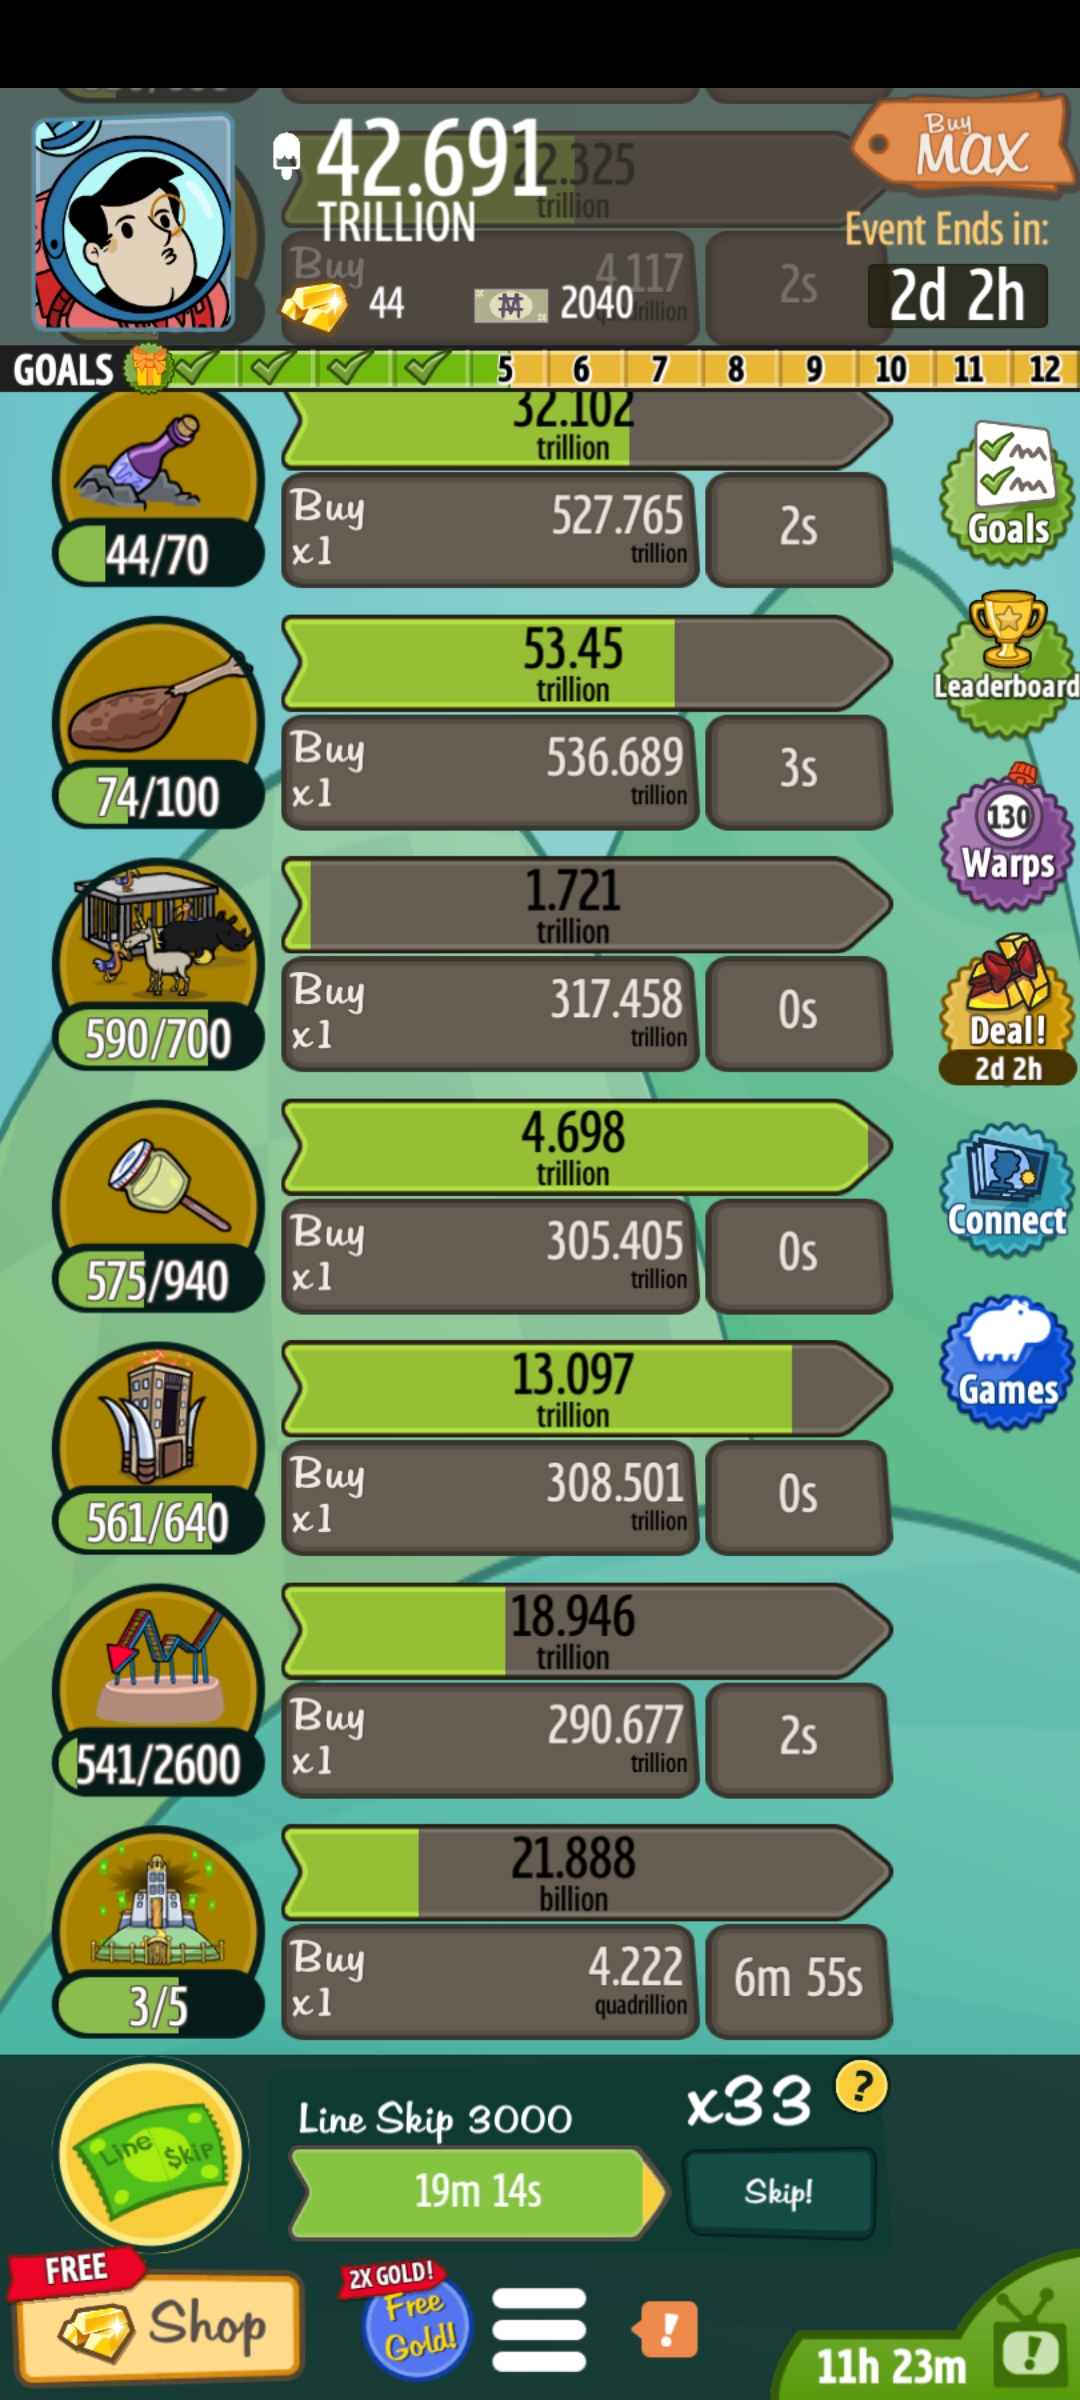 42.691
TRILLION
22.325
trillion
Buy
MAX
Event Ends in:
2d 2h
Buy
4.117
2s
44
2040
GOALS
5
6
7
8
9
10
11
12
32.102
trillion
Buy
x1
527.765
trillion
2s
44/70
Goals
53.45
trillion
Buy
x1
536.689
trillion
3s
74/100
Leaderboard
1.721
trillion
Buy
x1
317.458
trillion
0s
590/700
130
Warps
Deal!
2d 2h
4.698
trillion
Buy
x1
305.405
trillion
0s
575/940
Connect
13.097
trillion
Buy
x1
308.501
trillion
0s
561/640
Games
18.946
trillion
Buy
x1
290.677
trillion
2s
541/2600
21.888
billion
Buy
x1
4.222
quadrillion
6m 55s
3/5
Line $kip
Line Skip 3000
19m 14s
x33
?
Skip!
FREE
Shop
2X GOLD!
Free
Gold!
!
11h 23m
!